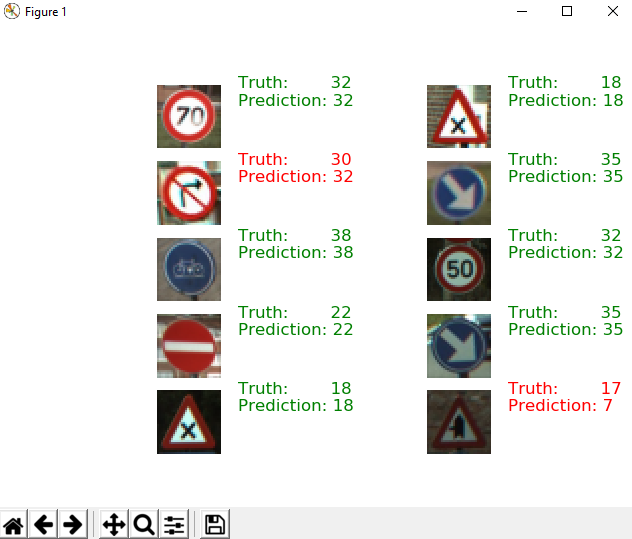 Figure 1
70
Truth: 32
Prediction: 32
Truth: 18
Prediction: 18
Truth: 30
Prediction: 32
Truth: 35
Prediction: 35
Truth: 38
Prediction: 38
50
Truth: 32
Prediction: 32
Truth: 22
Prediction: 22
Truth: 35
Prediction: 35
Truth: 18
Prediction: 18
Truth: 17
Prediction: 7